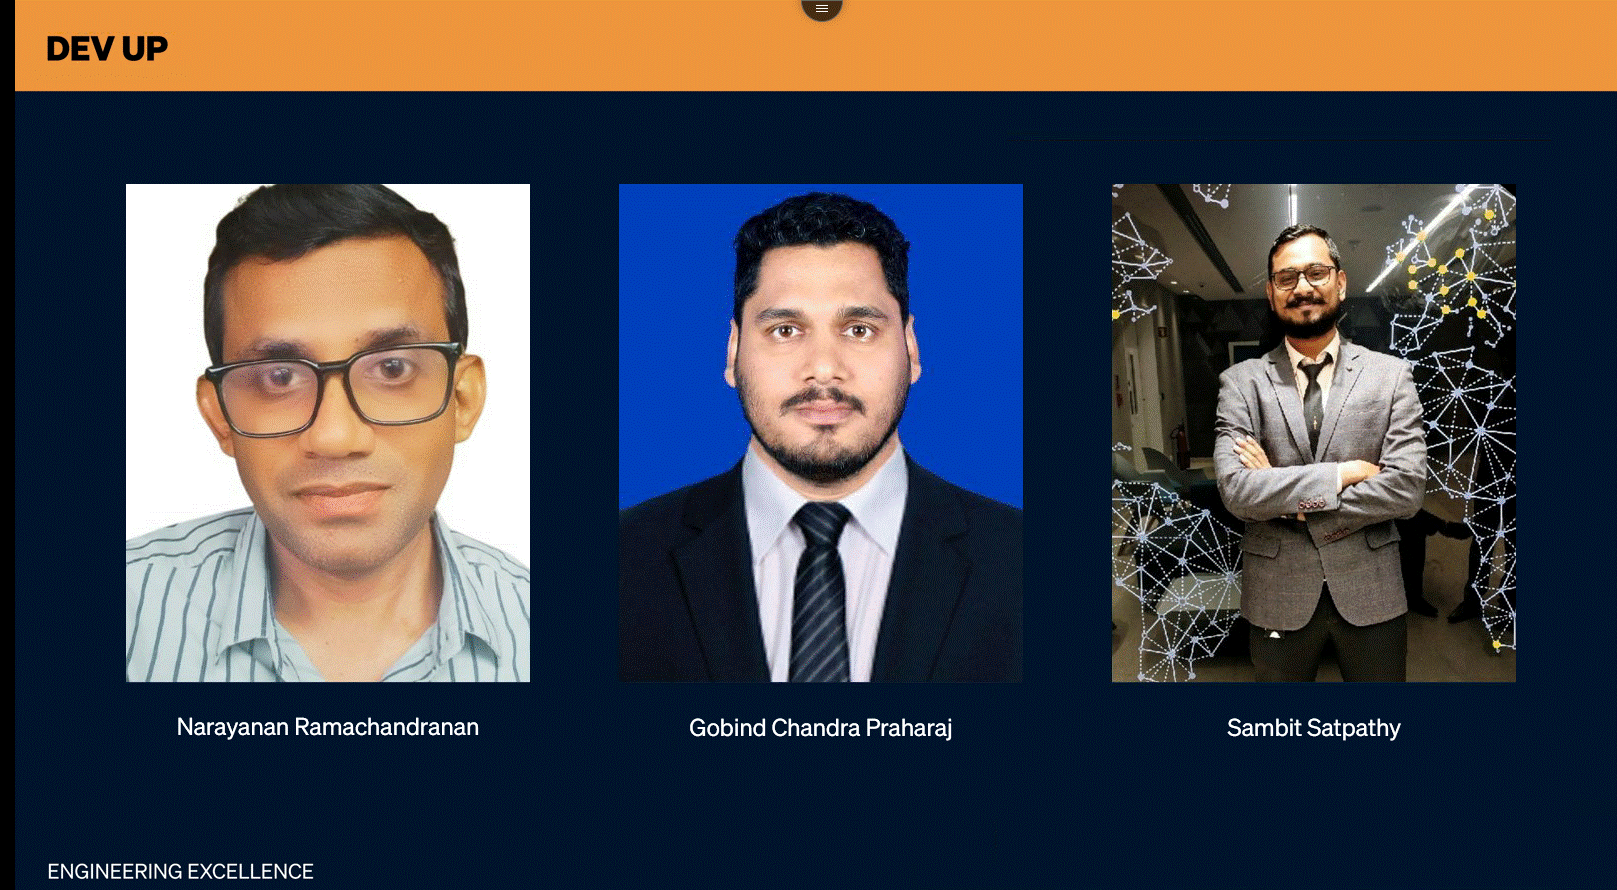 DEV UP
Narayanan Ramachandranan
Gobind Chandra Praharaj
Sambit Satpathy
ENGINEERING EXCELLENCE